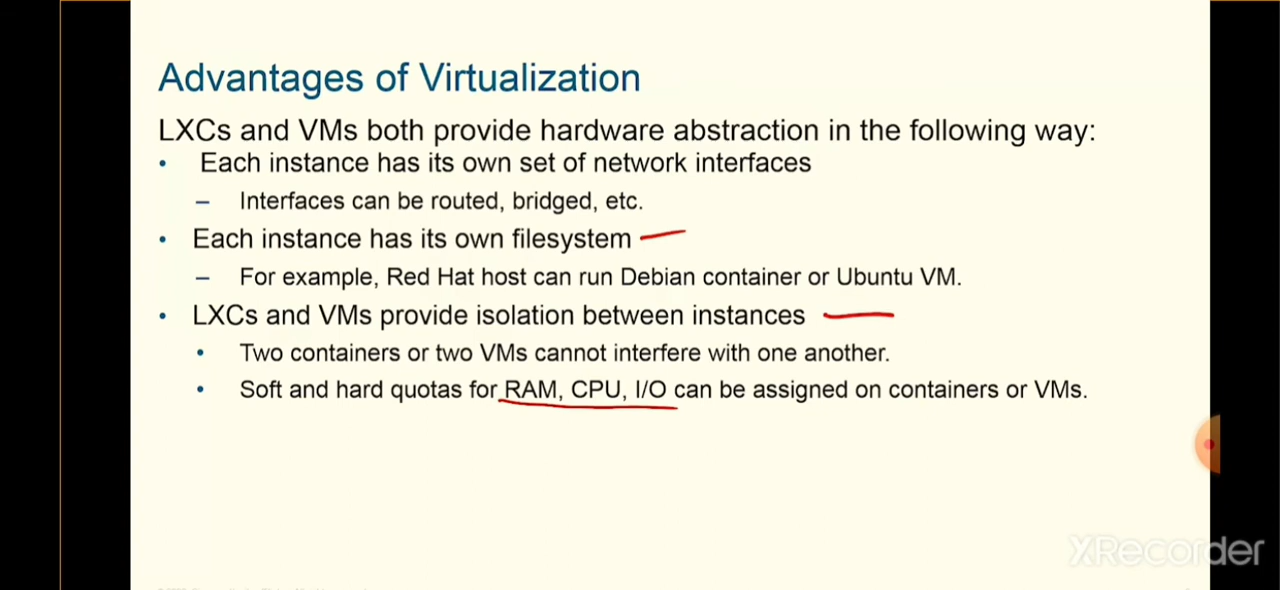 Advantages of Virtualization
LXCs and VMs both provide hardware abstraction in the following way:
• Each instance has its own set of network interfaces
– Interfaces can be routed, bridged, etc.
• Each instance has its own filesystem
– For example, Red Hat host can run Debian container or Ubuntu VM.
• LXCs and VMs provide isolation between instances
• Two containers or two VMs cannot interfere with one another.
• Soft and hard quotas for RAM, CPU, I/O can be assigned on containers or VMs.
XRecorder